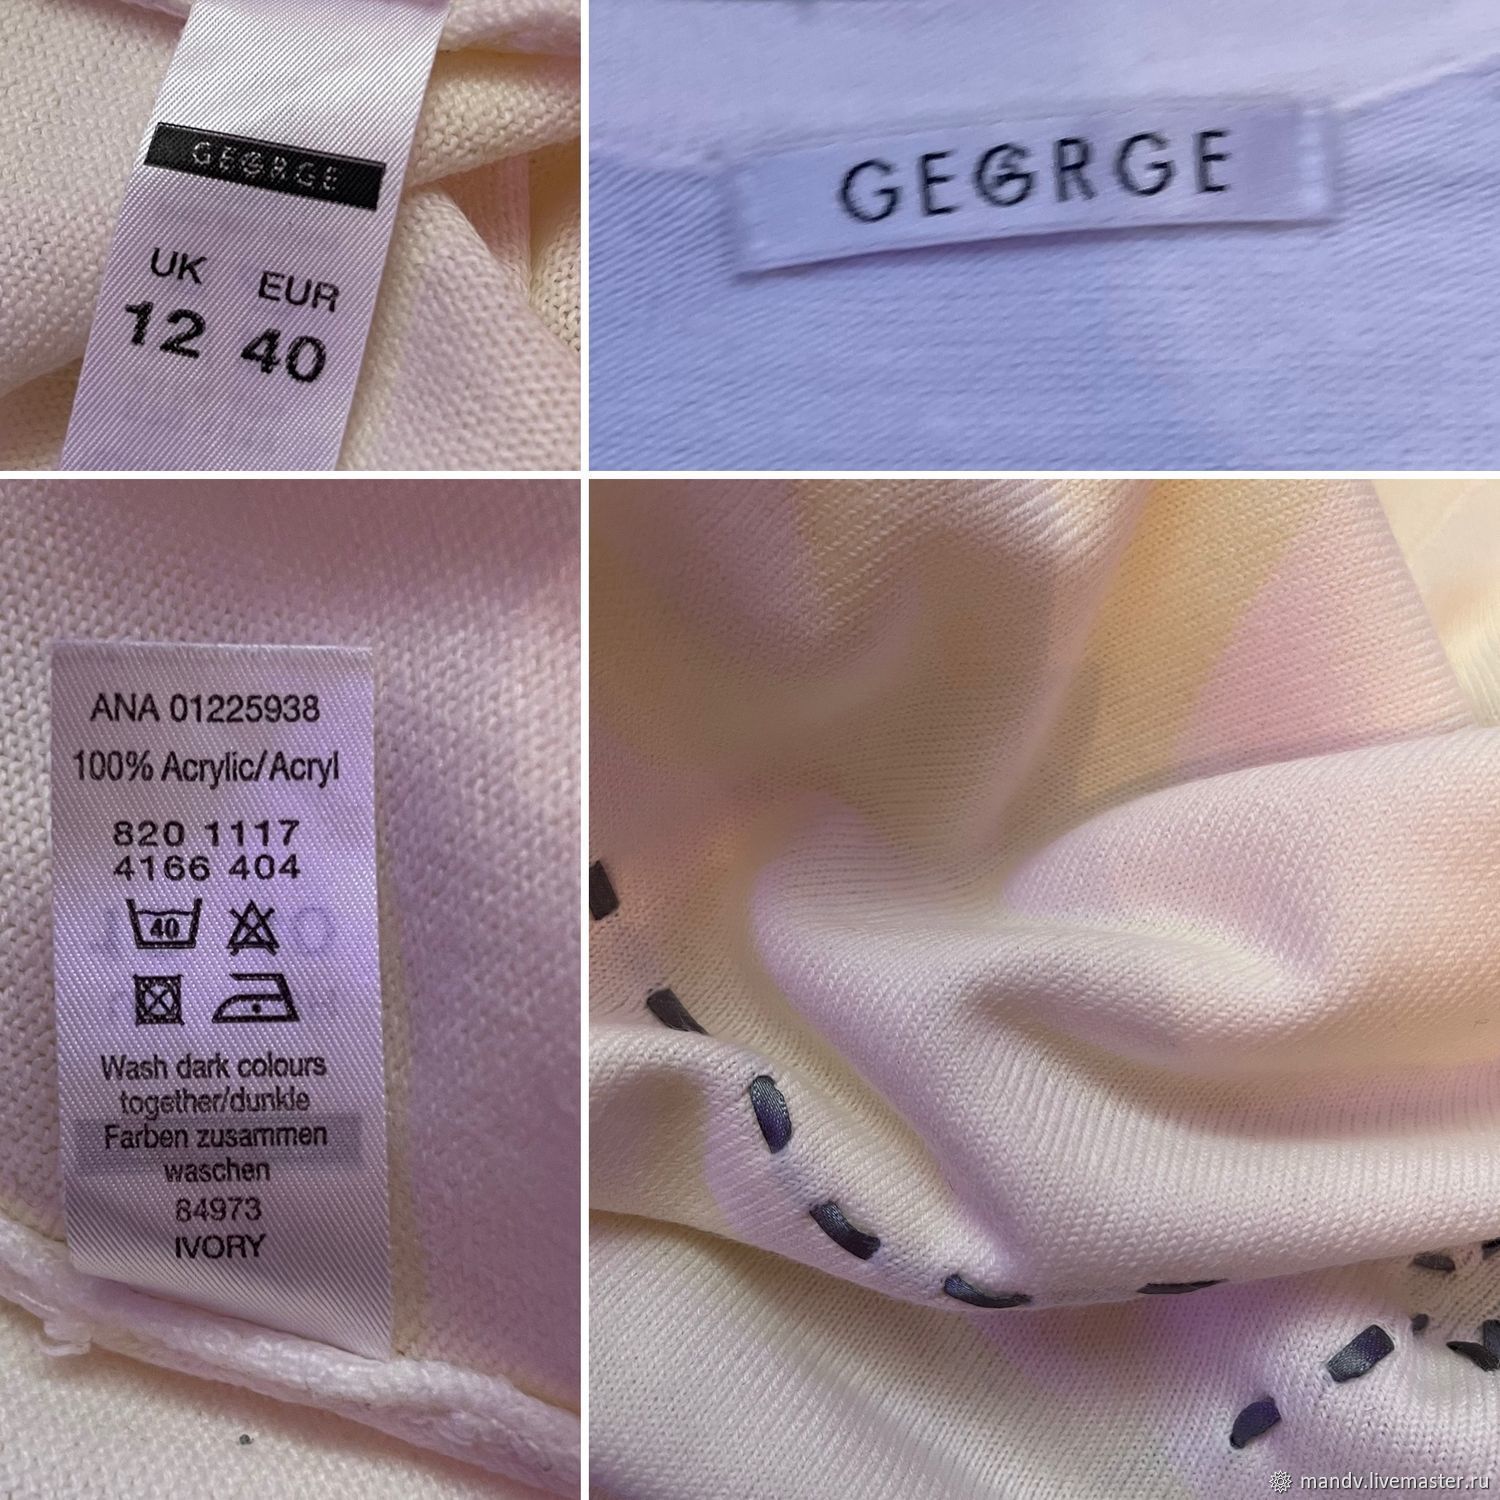 GEORGE
UK EUR
12 40
GEORGE
ANA 01225938
100% Acrylic/Acryl
820 1117
4166 404
40
Wash dark colours
together/dunkle
Farben zusammen
waschen
84973
IVORY
mandv.livemaster.ru